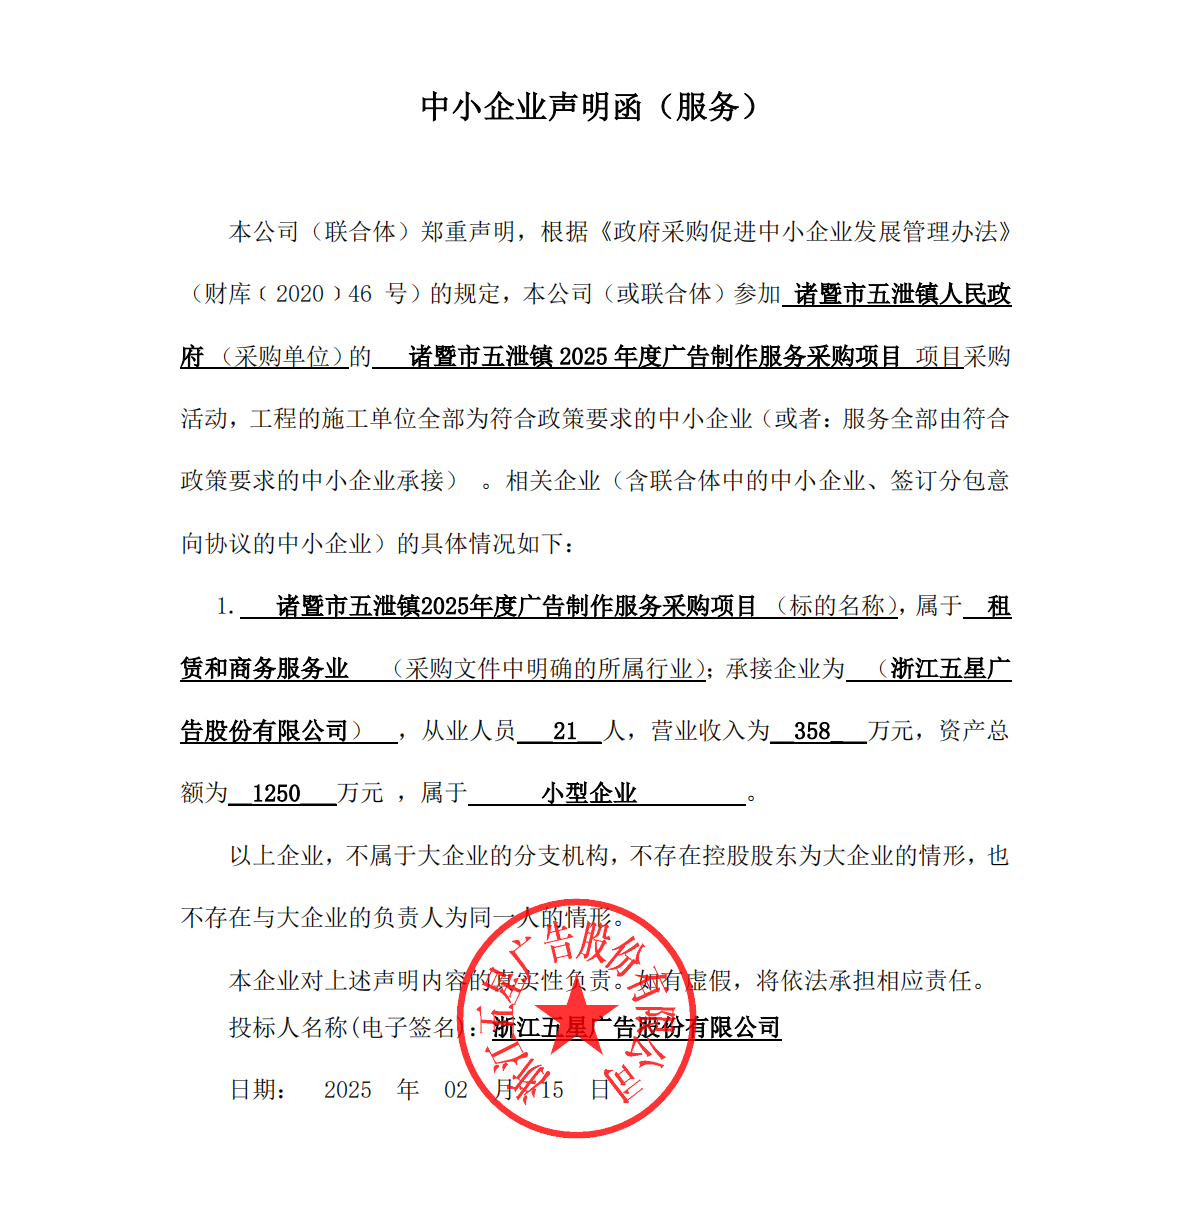 中小企业声明函（服务）
本公司（联合体）郑重声明，根据《政府采购促进中小企业发展管理办法》
（财库﹝2020﹞46 号）的规定，本公司（或联合体）参加 诸暨市五泄镇人民政
府 （采购单位）的 诸暨市五泄镇 2025 年度广告制作服务采购项目 项目采购
活动，工程的施工单位全部为符合政策要求的中小企业（或者：服务全部由符合
政策要求的中小企业承接） 。相关企业（含联合体中的中小企业、签订分包意
向协议的中小企业）的具体情况如下：
1. 诸暨市五泄镇2025年度广告制作服务采购项目 （标的名称），属于 租
赁和商务服务业 （采购文件中明确的所属行业）；承接企业为 （浙江五星广
告股份有限公司） ，从业人员 21 人，营业收入为 358 万元，资产总
额为 1250 万元 ，属于 小型企业 。
以上企业，不属于大企业的分支机构，不存在控股股东为大企业的情形，也
不存在与大企业的负责人为同一人的情形。
本企业对上述声明内容的真实性负责。如有虚假，将依法承担相应责任。
投标人名称(电子签名)：浙江五星广告股份有限公司
日期： 2025 年 02 月 15 日
浙江五星广告股份有限公司